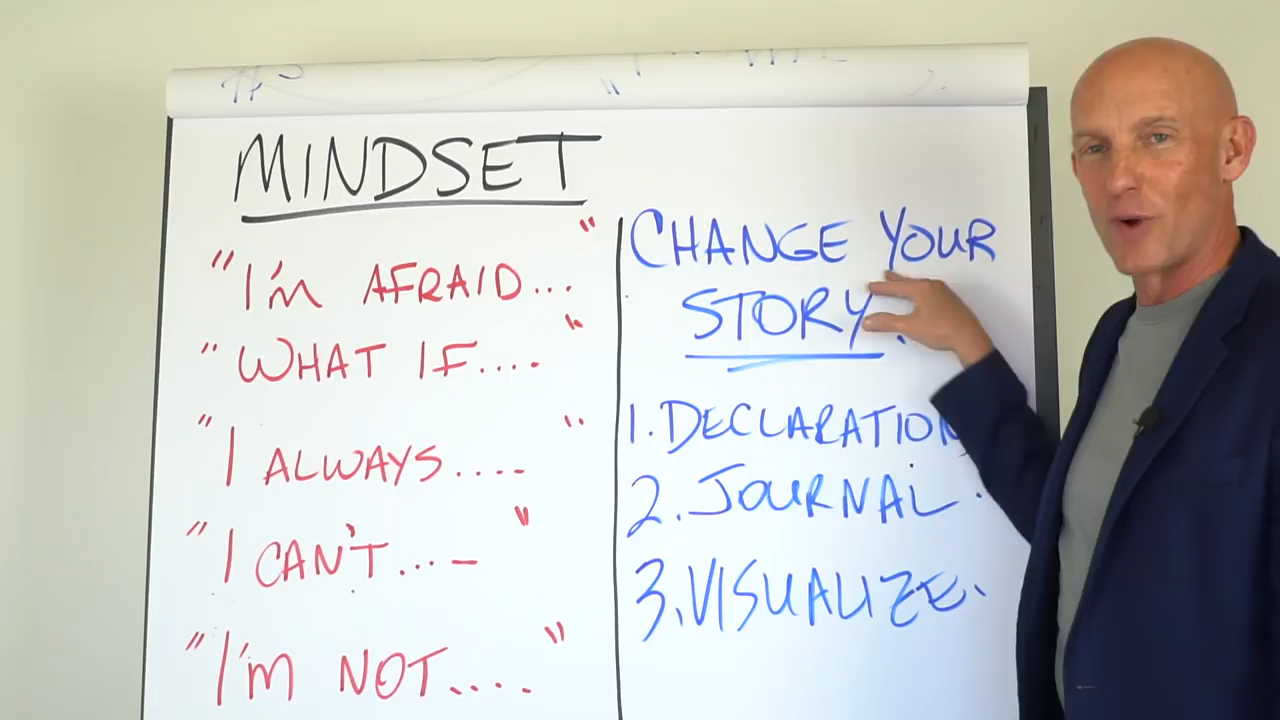 MINDSET
"I'm AFRAID..."
"WHAT IF...."
"I ALWAYS...."
"I CAN'T...-"
"I'M NOT...."
CHANGE YOUR
STORY.
1. DECLARATION
2. JOURNAL.
3. VISUALIZE.